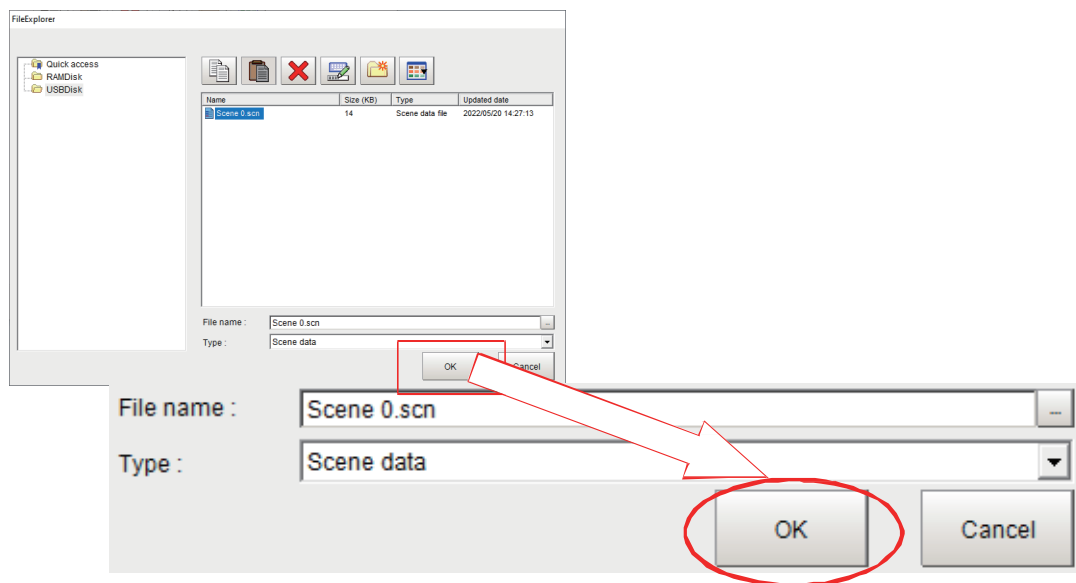 FileExplorer
Quick access
RAMDisk
USBDisk
Name Size (KB) Type Updated date
Scene 0.scn 14 Scene data file 2022/05/20 14:27:13
File name : Scene 0.scn ...
Type : Scene data
OK Cancel
File name : Scene 0.scn ...
Type : Scene data
OK Cancel